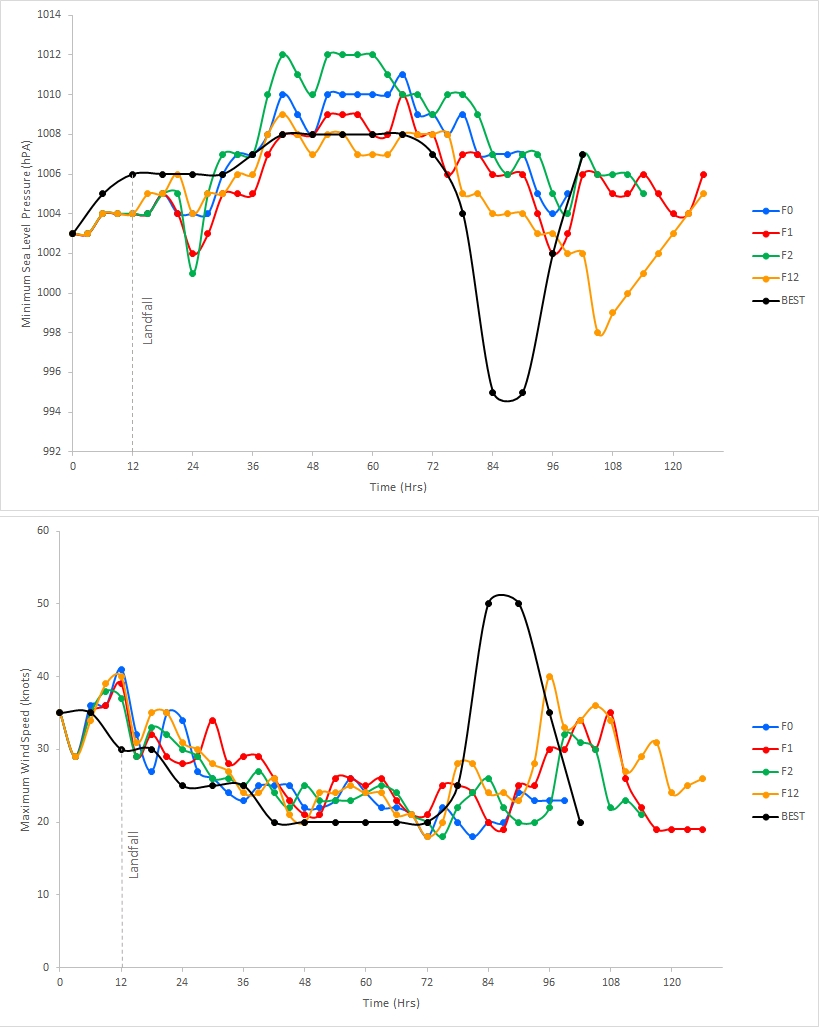 1014
1012
1010
1008
1006
1004
1002
1000
998
996
994
992
Minimum Sea Level Pressure (hPA)
Landfall
0 12 24 36 48 60 72 84 96 108 120
Time (Hrs)
F0
F1
F2
F12
BEST
60
50
40
30
20
10
0
Maximum WindSpeed (knots)
Landfall
0 12 24 36 48 60 72 84 96 108 120
Time (Hrs)
F0
F1
F2
F12
BEST